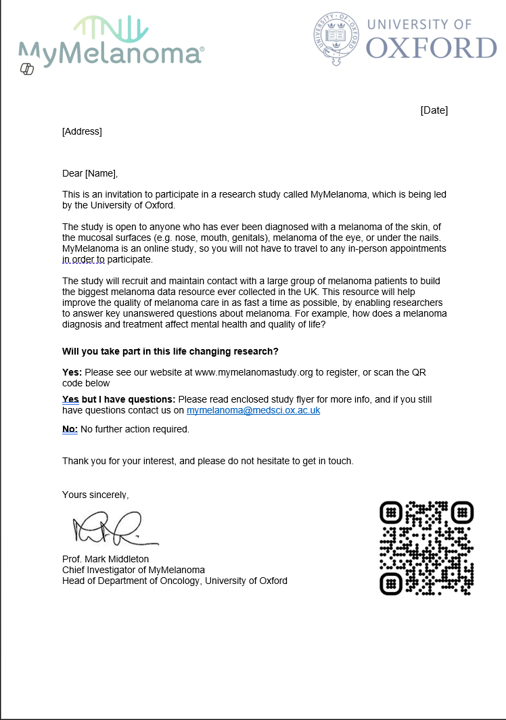 MyMelanoma®
UNIVERSITY OF
OXFORD
[Date]
[Address]
Dear [Name],
This is an invitation to participate in a research study called MyMelanoma, which is being led
by the University of Oxford.
The study is open to anyone who has ever been diagnosed with a melanoma of the skin, of
the mucosal surfaces (e.g. nose, mouth, genitals), melanoma of the eye, or under the nails.
MyMelanoma is an online study, so you will not have to travel to any in-person appointments
in order to participate.
The study will recruit and maintain contact with a large group of melanoma patients to build
the biggest melanoma data resource ever collected in the UK. This resource will help
improve the quality of melanoma care in as fast a time as possible, by enabling researchers
to answer key unanswered questions about melanoma. For example, how does a melanoma
diagnosis and treatment affect mental health and quality of life?
Will you take part in this life changing research?
Yes: Please see our website at www.mymelanomastudy.org to register, or scan the QR
code below
Yes but I have questions: Please read enclosed study flyer for more info, and if you still
have questions contact us on mymelanoma@medsci.ox.ac.uk
No: No further action required.
Thank you for your interest, and please do not hesitate to get in touch.
Yours sincerely,
Prof. Mark Middleton
Chief Investigator of MyMelanoma
Head of Department of Oncology, University of Oxford